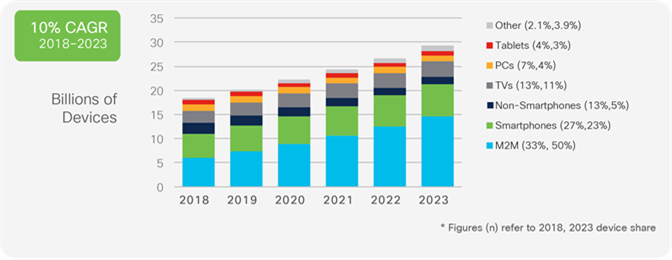 10% CAGR
2018-2023
Billions of
Devices
35
30
25
20
15
10
5
0
2018 2019 2020 2021 2022 2023
Other (2.1%,3.9%)
Tablets (4%,3%)
PCs (7%,4%)
TVs (13%,11%)
Non-Smartphones (13%,5%)
Smartphones (27%,23%)
M2M (33%, 50%)
* Figures (n) refer to 2018, 2023 device share